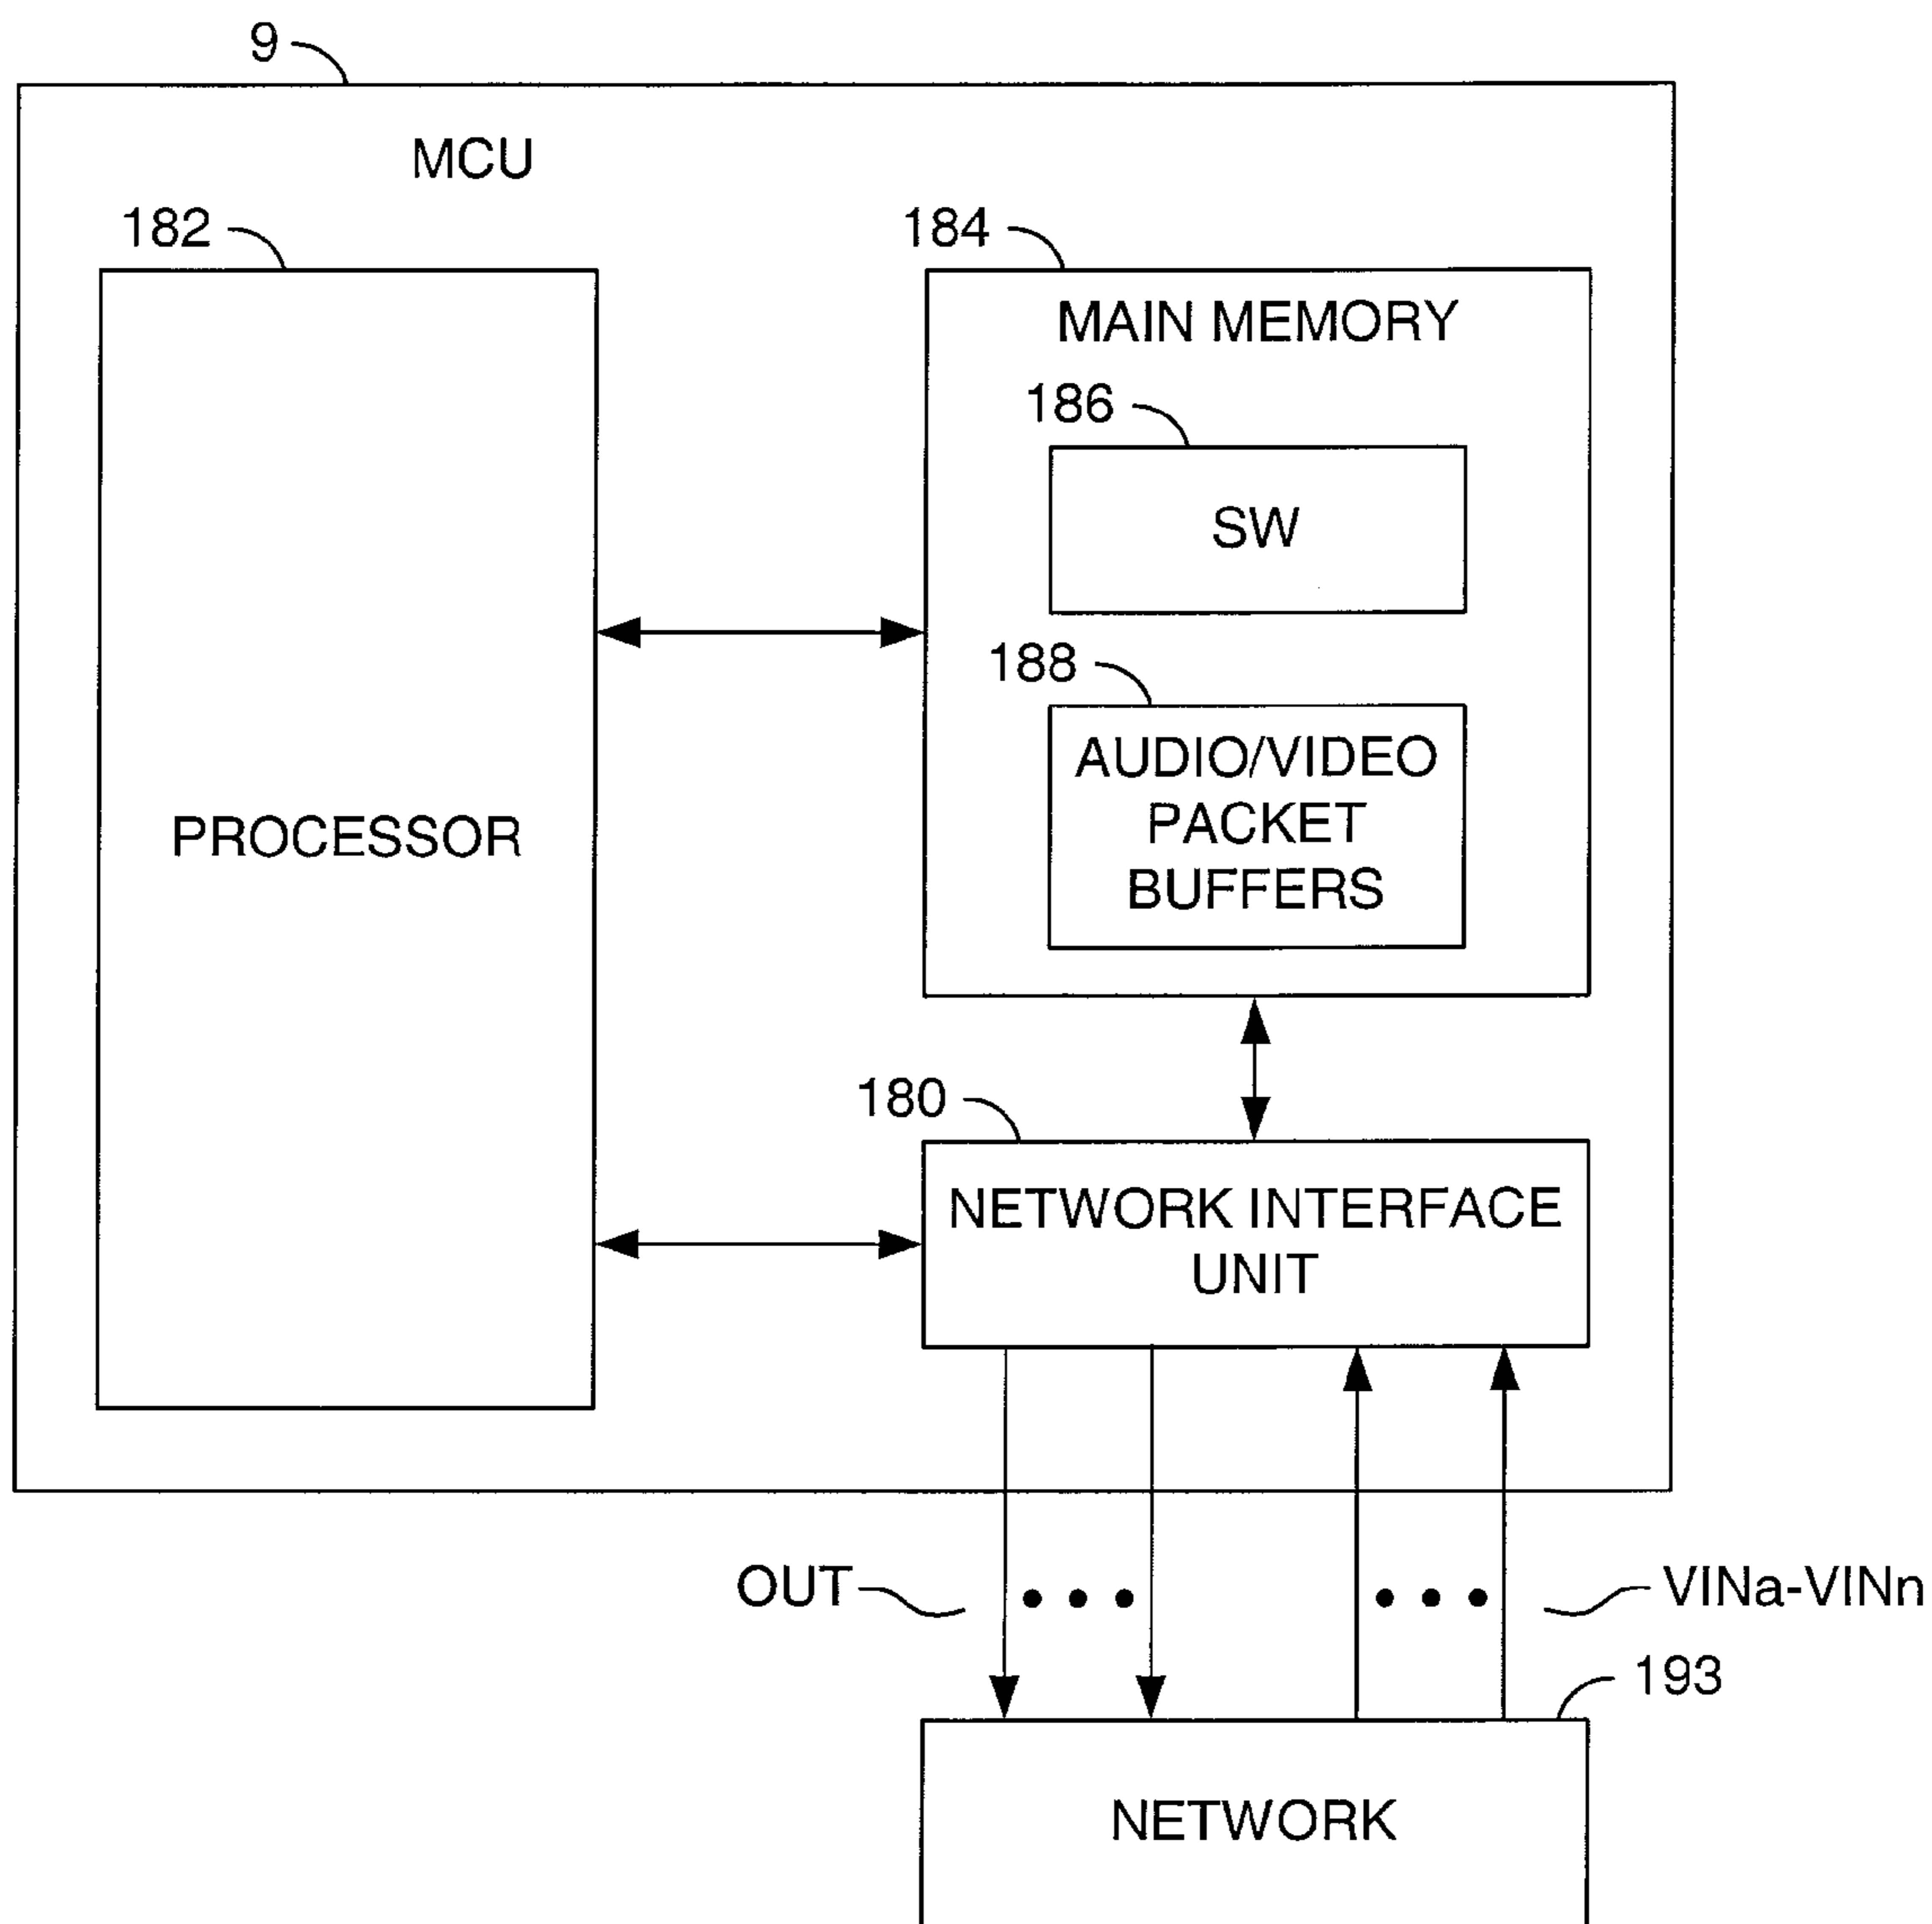 9
MCU
182
184
MAIN MEMORY
186
SW
188
AUDIO/VIDEO
PACKET
BUFFERS
PROCESSOR
180
NETWORK INTERFACE
UNIT
OUT
VINa-VINn
193
NETWORK